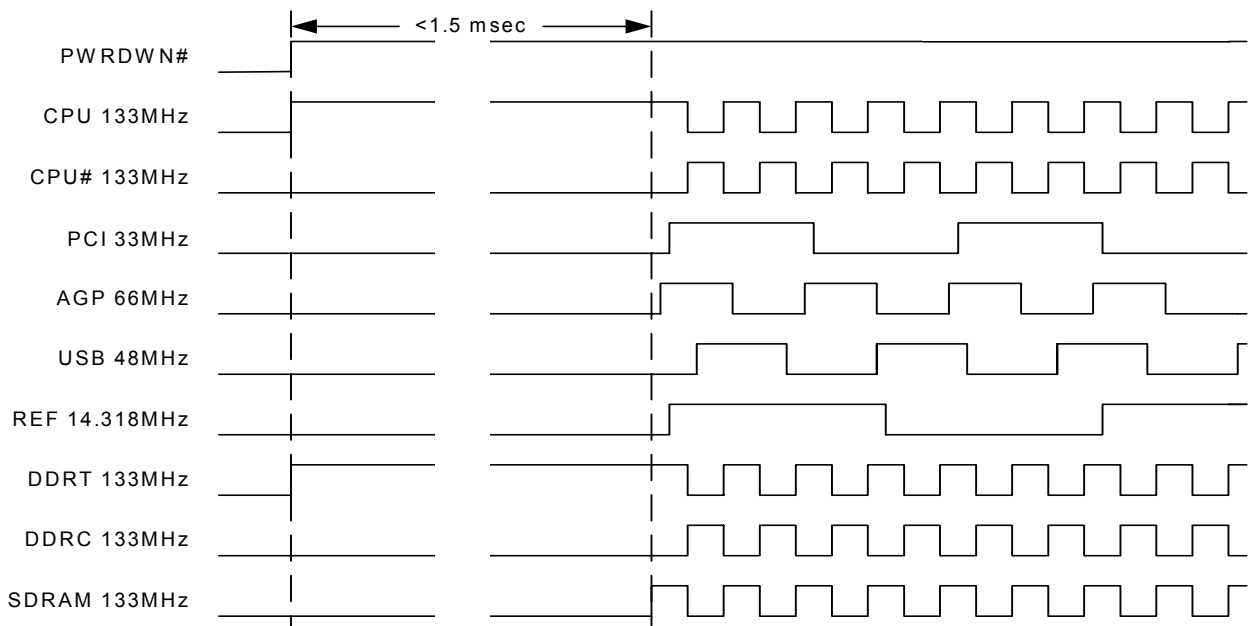 <1.5 msec
PWRDWN#
CPU 133MHz
CPU# 133MHz
PCI 33MHz
AGP 66MHz
USB 48MHz
REF 14.318MHz
DDRT 133MHz
DDRC 133MHz
SDRAM 133MHz